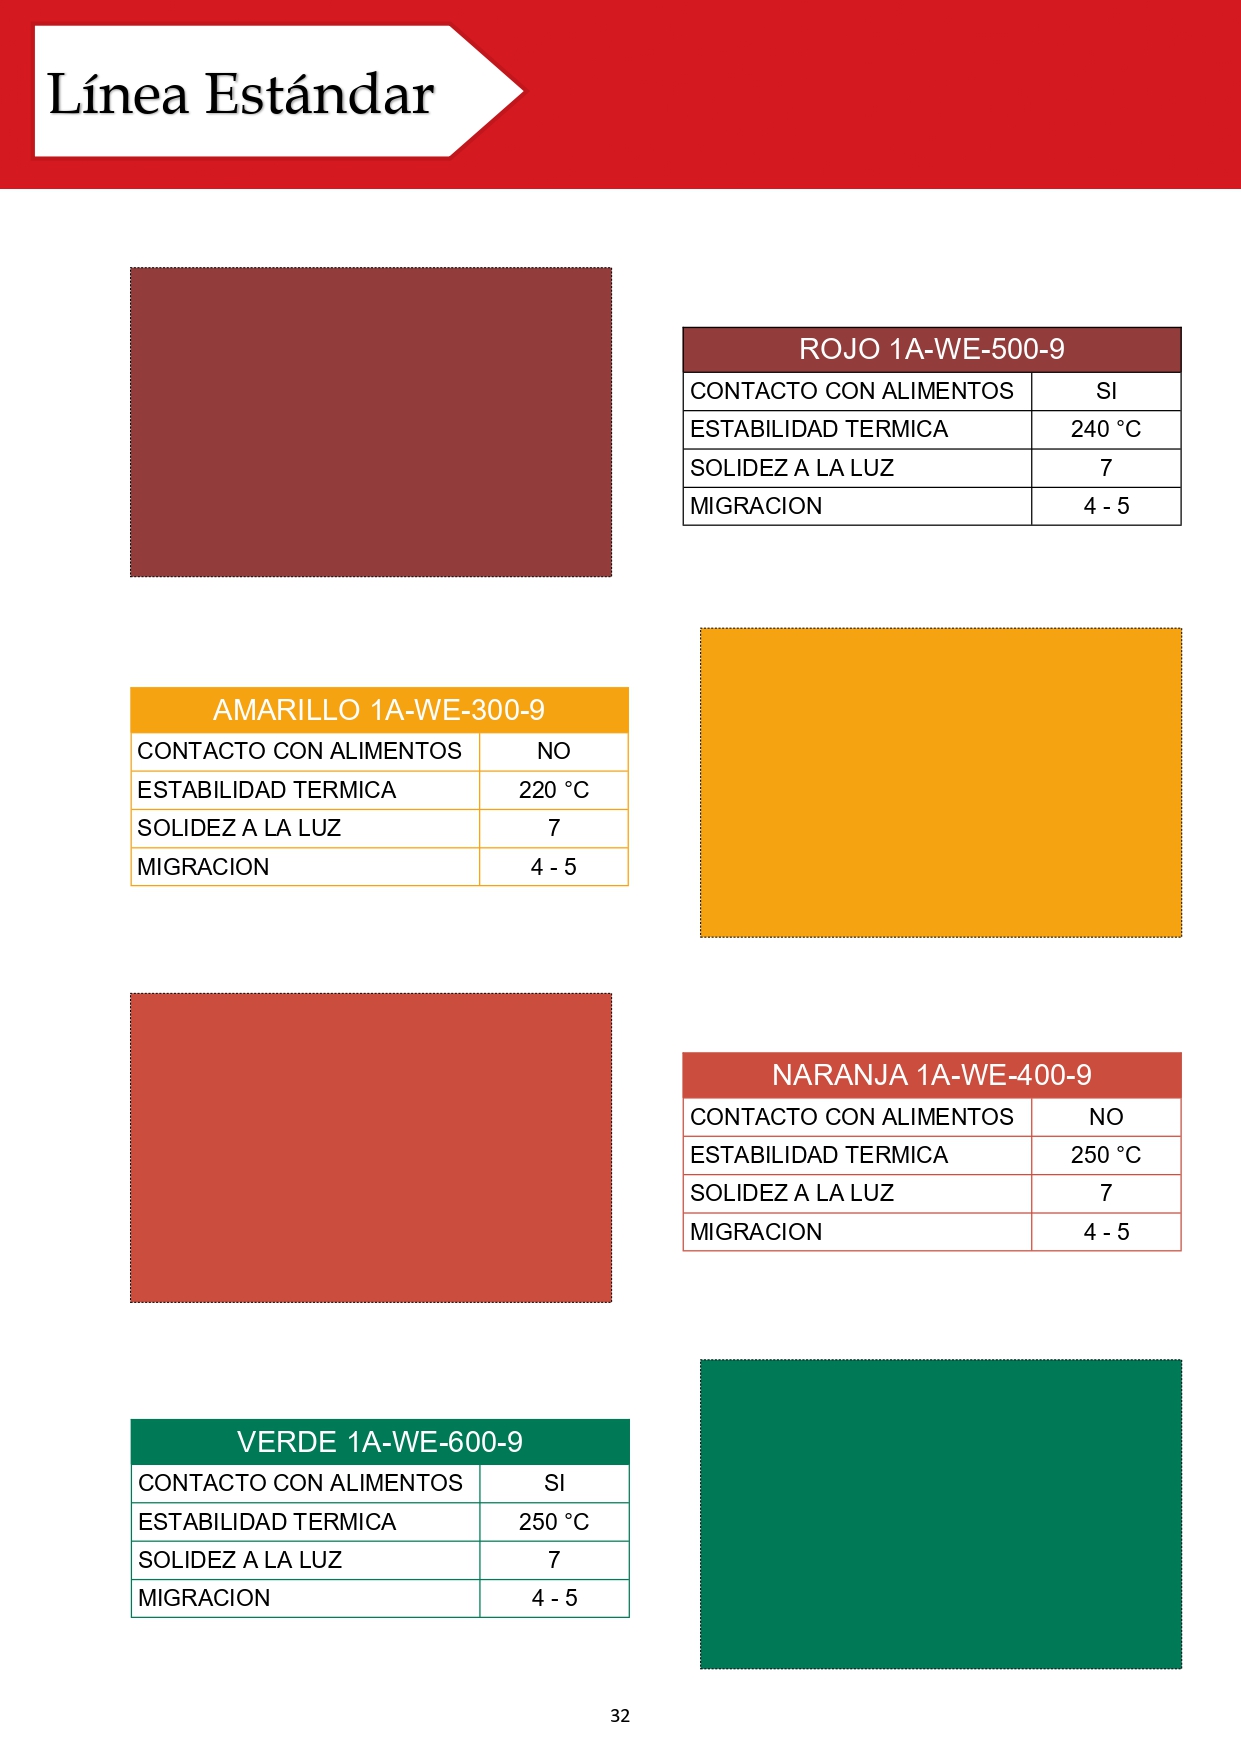 Línea Estándar
ROJO 1A-WE-500-9
CONTACTO CON ALIMENTOS SI
ESTABILIDAD TERMICA 240 °C
SOLIDEZ A LA LUZ 7
MIGRACION 4 - 5
AMARILLO 1A-WE-300-9
CONTACTO CON ALIMENTOS NO
ESTABILIDAD TERMICA 220 °C
SOLIDEZ A LA LUZ 7
MIGRACION 4 - 5
NARANJA 1A-WE-400-9
CONTACTO CON ALIMENTOS NO
ESTABILIDAD TERMICA 250 °C
SOLIDEZ A LA LUZ 7
MIGRACION 4 - 5
VERDE 1A-WE-600-9
CONTACTO CON ALIMENTOS SI
ESTABILIDAD TERMICA 250 °C
SOLIDEZ A LA LUZ 7
MIGRACION 4 - 5
32